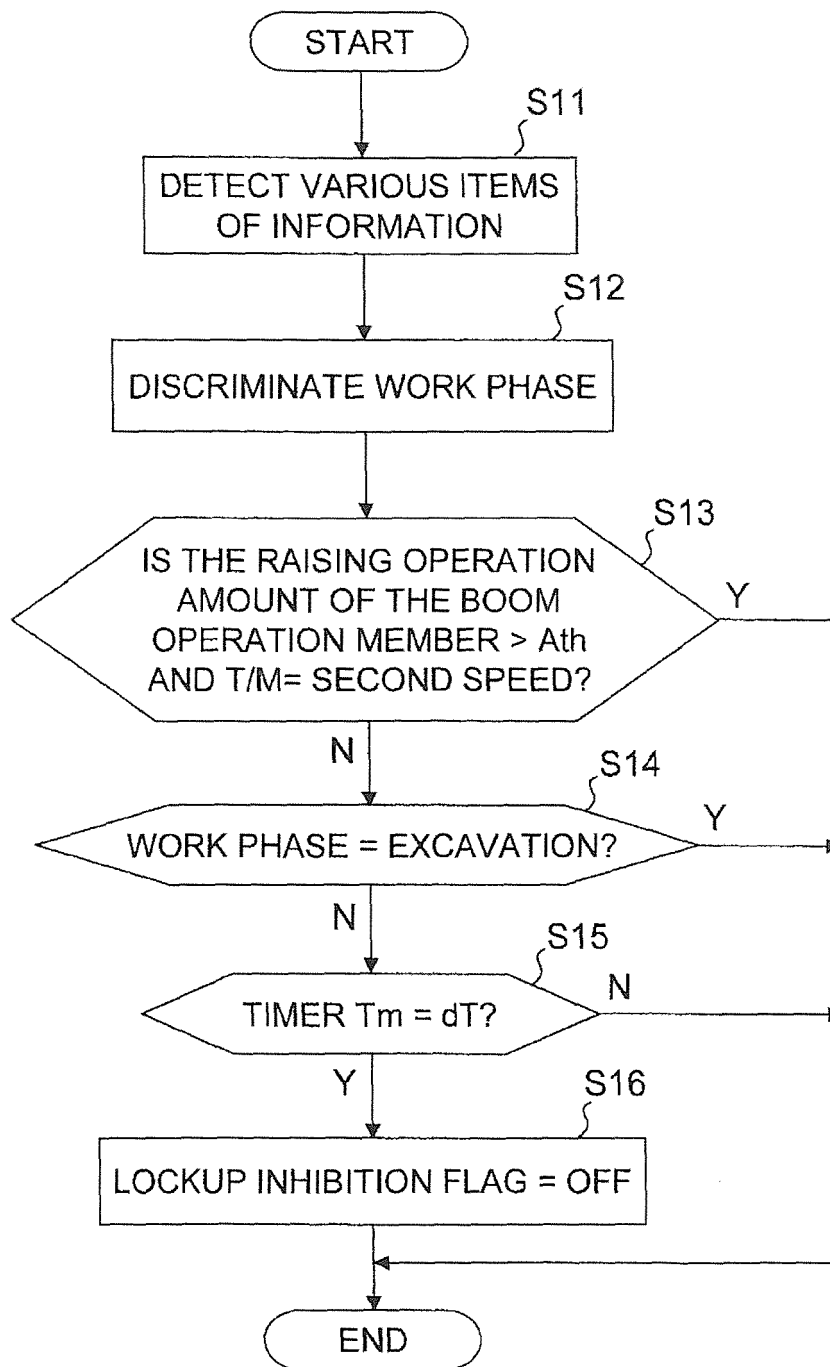 START
S11
DETECT VARIOUS ITEMS
OF INFORMATION
S12
DISCRIMINATE WORK PHASE
S13
IS THE RAISING OPERATION
AMOUNT OF THE BOOM
OPERATION MEMBER > Ath
AND T/M= SECOND SPEED?
Y
N
S14
WORK PHASE = EXCAVATION?
Y
N
S15
TIMER Tm = dT?
N
Y
S16
LOCKUP INHIBITION FLAG = OFF
END